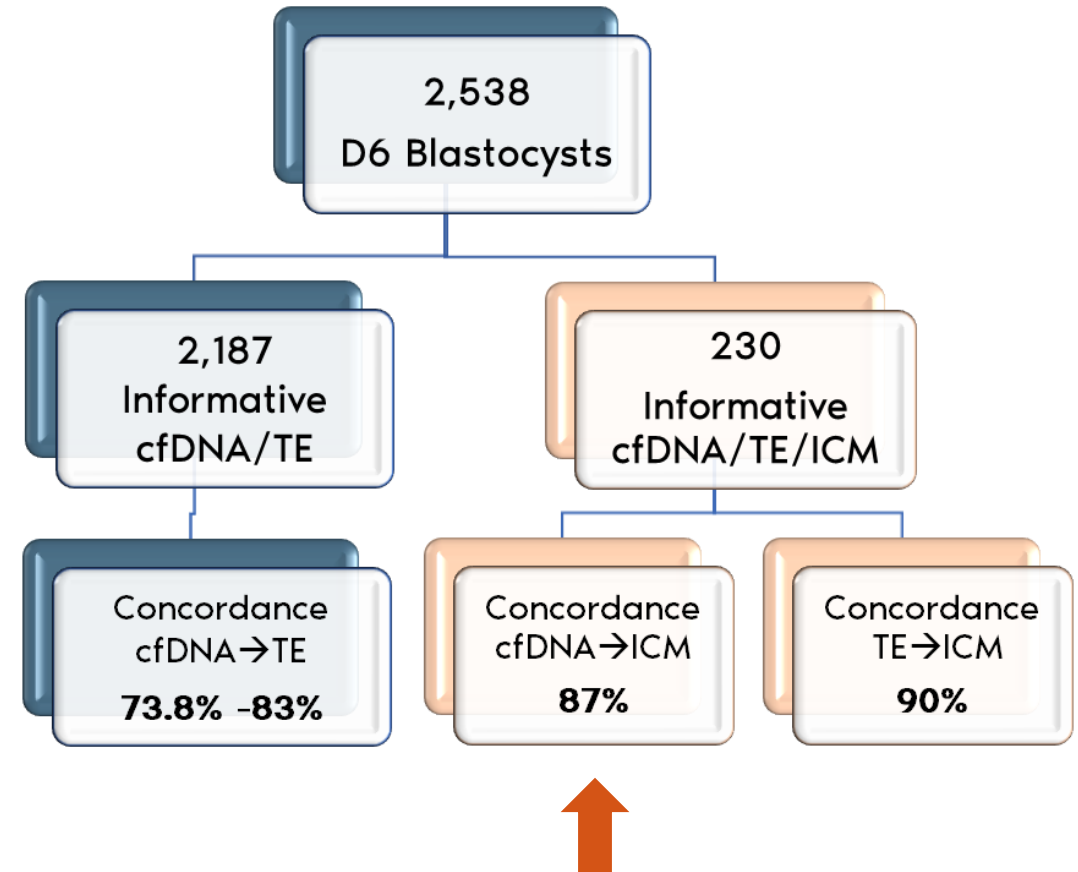 2,538
D6 Blastocysts
2,187
Informative
cfDNA/TE
230
Informative
cfDNA/TE/ICM
Concordance
cfDNA→TE
73.8% -83%
Concordance
cfDNA→ICM
87%
Concordance
TE→ICM
90%